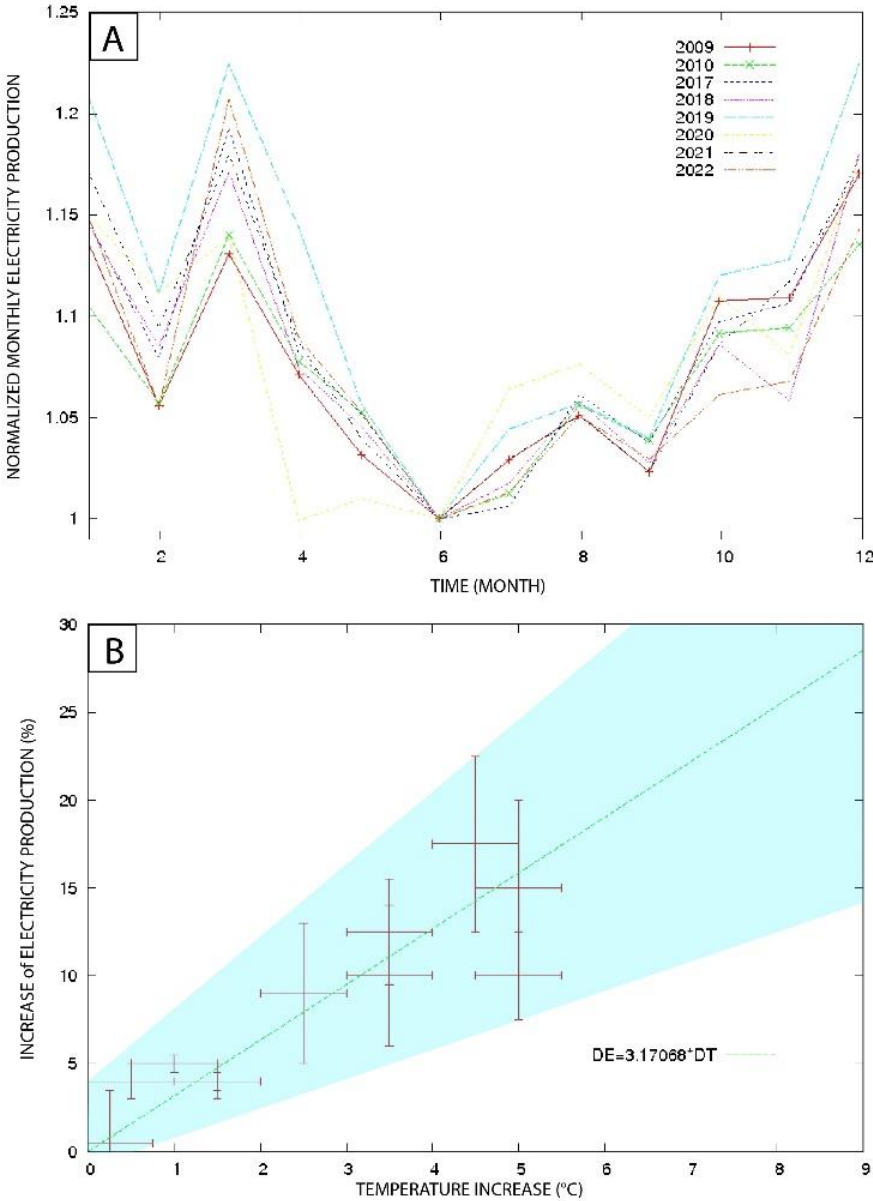 A
NORMALIZED MONTHLY ELECTRICITY PRODUCTION
1.25
1.2
1.15
1.1
1.05
1
2009
2010
2017
2018
2019
2020
2021
2022
2 4 6 8 10 12
TIME (MONTH)
B
INCREASE of ELECTRICITY PRODUCTION (%)
30
25
20
15
10
5
0
DE=3.17068*DT
0 1 2 3 4 5 6 7 8 9
TEMPERATURE INCREASE (°C)